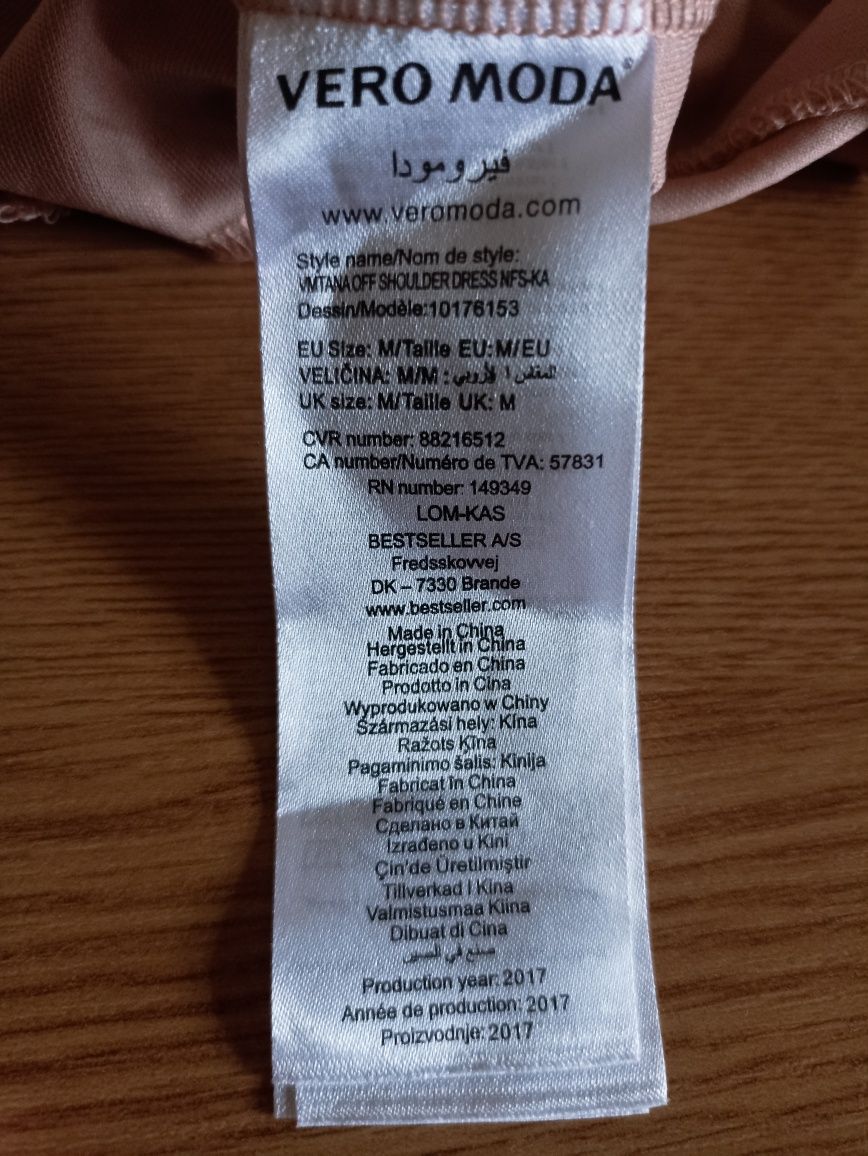 VERO MODA®
فيرومودا
www.veromoda.com
Style name/Nom de style:
VMTANA OFF SHOULDER DRESS NFS-KA
Dessin/Modèle:10176153
EU Size: M/Taille EU:M/EU
VELIČINA: M/M :
UK size: M/Taille UK: M
CVR number: 88216512
CA number/Numéro de TVA: 57831
RN number: 149349
LOM-KAS
BESTSELLER A/S
Fredsskovvej
DK – 7330 Brande
www.bestseller.com
Made in China
Hergestellt in China
Fabricado en China
Prodotto in Cina
Wyprodukowano w Chiny
Származási hely: Kína
Ražots Ķīna
Pagaminimo šalis: Kinija
Fabricat în China
Fabriqué en Chine
Сделано в Китай
Izrađeno u Kini
Çin'de Üretilmiştir
Tillverkad I Kina
Valmistusmaa Kiina
Dibuat di Cina
صنع في الصين
Production year: 2017
Année de production: 2017
Proizvodnje: 2017